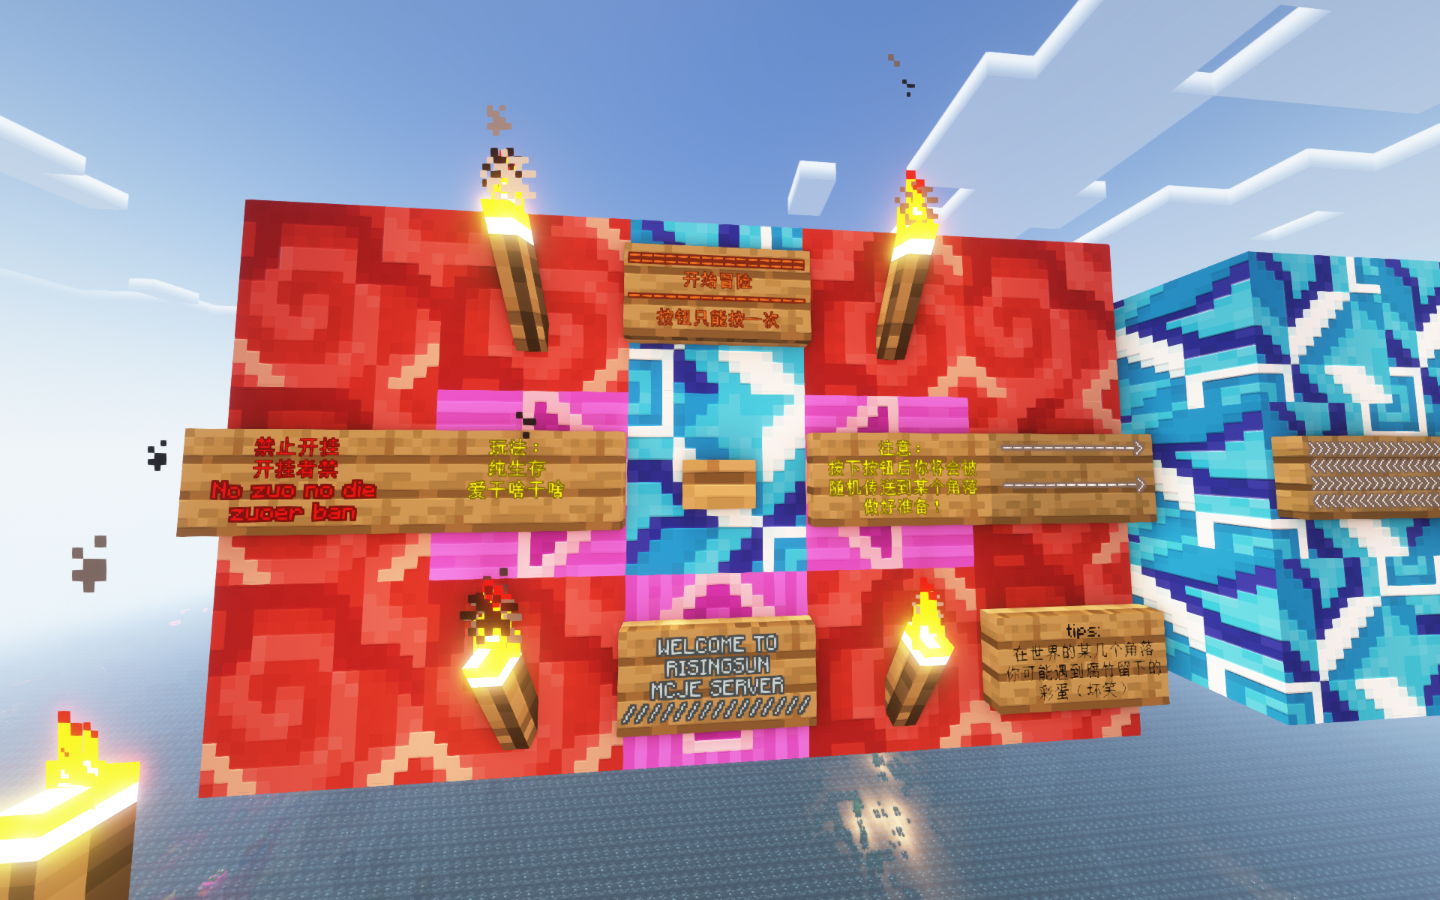 开始冒险
按钮只能按一次
禁止开挂
开挂者禁
No zuo no die
zuoer ban
玩法：
纯生存
爱干啥干啥
注意：
按下按钮后你将会被
随机传送到某个角落
做好准备！
WELCOME TO
RISINGSUN
MCJE SERVER
////////////////
tips:
在世界的某几个角落
你可能遇到腐竹留下的
彩蛋（坏笑）